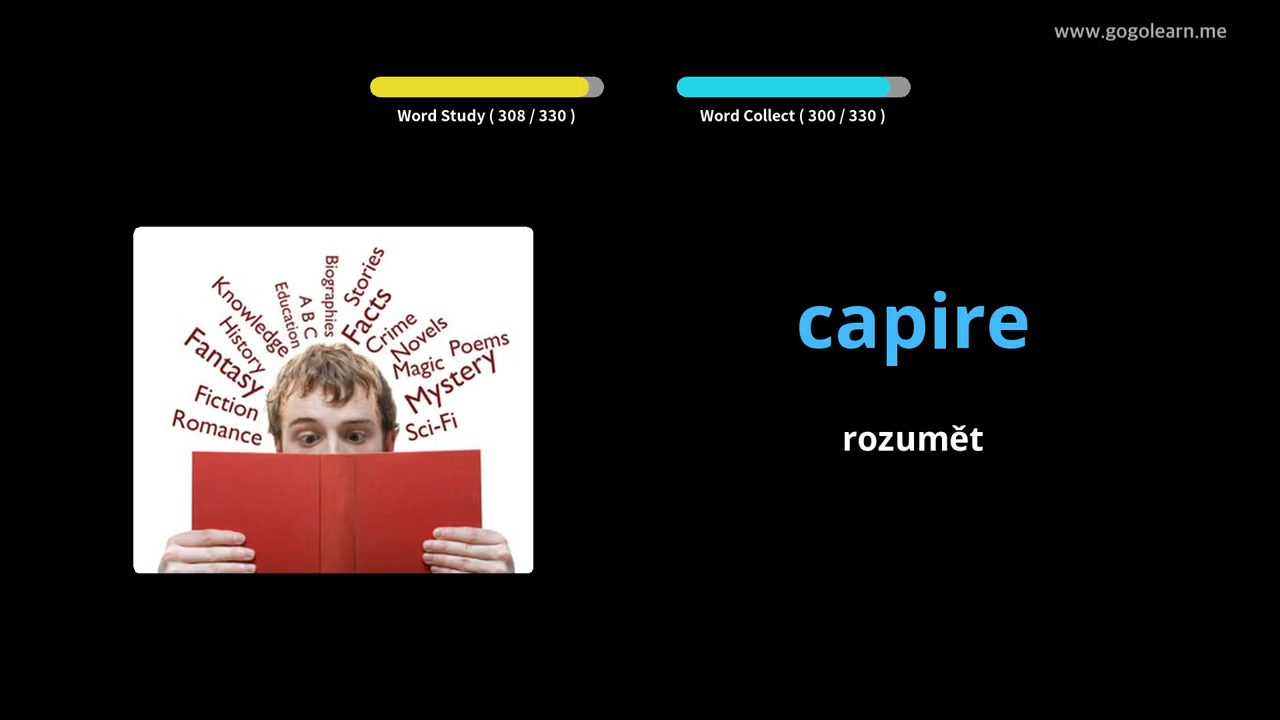 www.gogolearn.me
Word Study ( 308 / 330 )
Word Collect ( 300 / 330 )
Knowledge
Education
A B C
Biographies
Stories
Facts
Crime
Novels
Poems
Magic
Mystery
Sci-Fi
History
Fantasy
Fiction
Romance
capire
rozumět